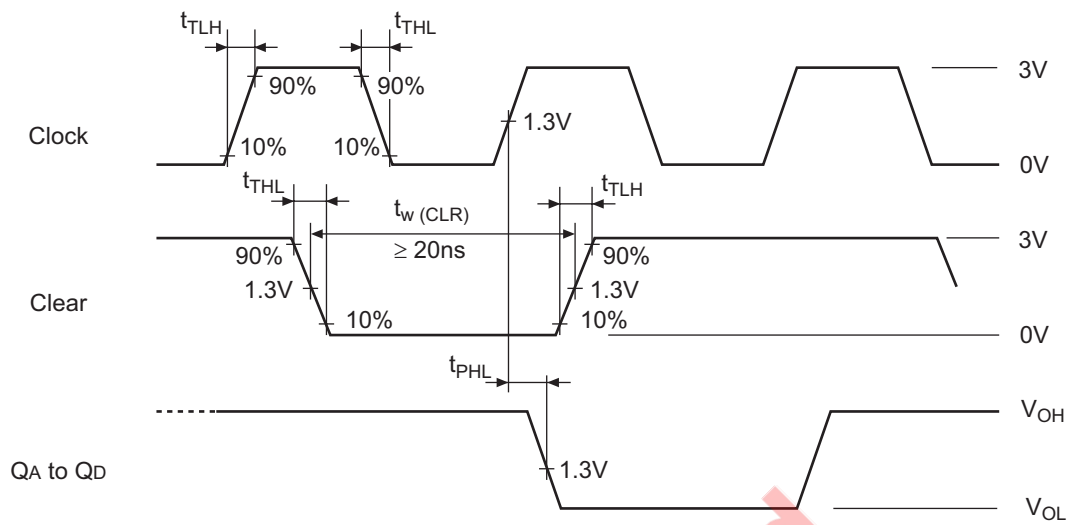 tTLH tTHL
3V
90% 90%
1.3V
Clock
10% 10%
0V
tTHL tTLH
tw (CLR)
3V
≥ 20ns
90% 90%
1.3V 1.3V
Clear
10% 10%
0V
tPHL
VOH
QA to QD
1.3V
VOL